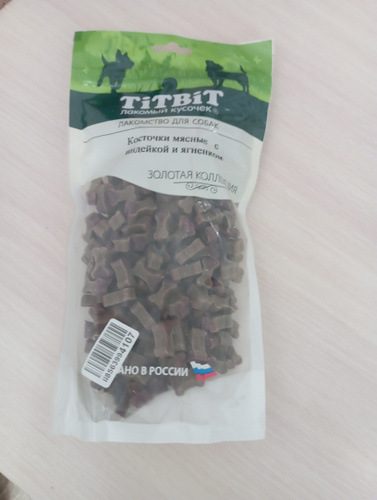 TiTBiT
ЛАКОМЫЙ КУСОЧЕК®
ЛАКОМСТВО ДЛЯ СОБАК
Косточки мясные с
индейкой и ягненком
ЗОЛОТАЯ КОЛЛЕКЦИЯ
АНО В РОССИИ